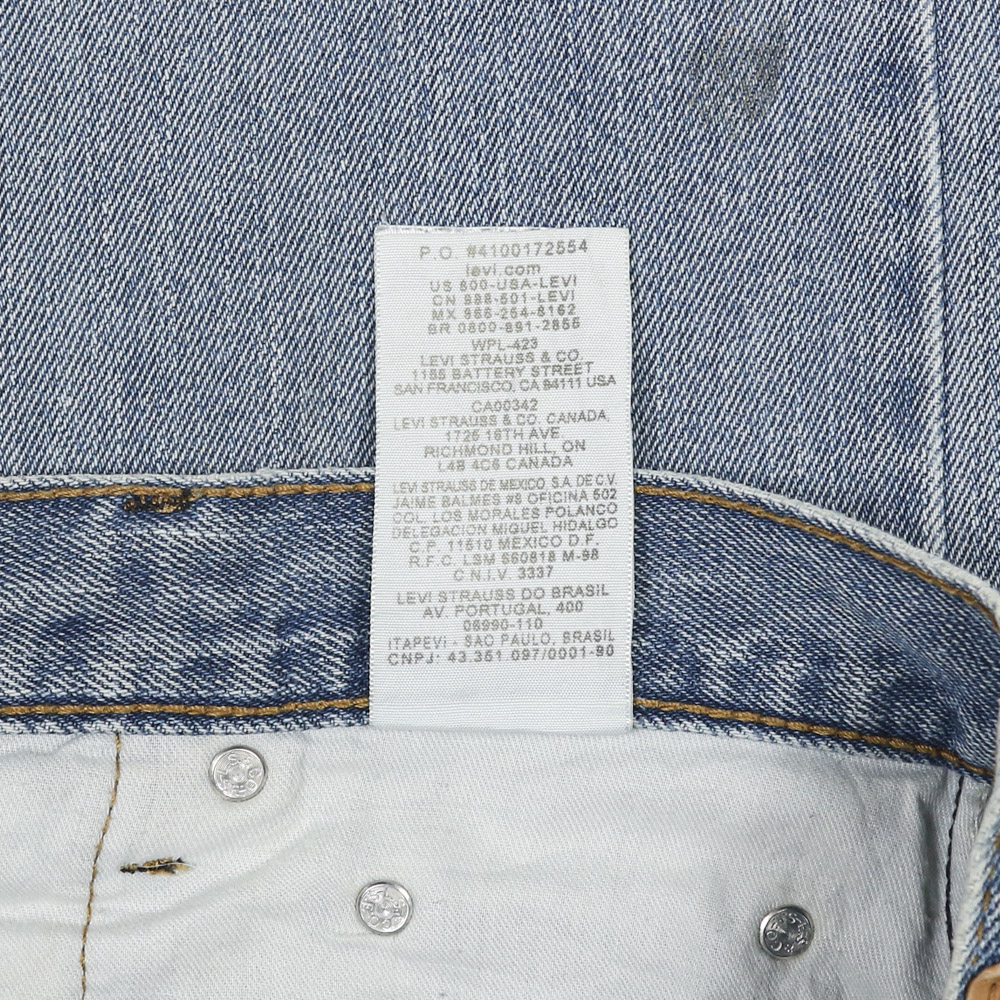 P.O. #4100172554
levi.com
US 800-USA-LEVI
CN 888-501-LEVI
MX 866-254-8162
BR 0800-891-2855
WPL-423
LEVI STRAUSS & CO.
1155 BATTERY STREET
SAN FRANCISCO, CA 94111 USA
CA00342
LEVI STRAUSS & CO. CANADA,
1725 16TH AVE
RICHMOND HILL, ON
L4B 4C6 CANADA
LEVI STRAUSS DE MEXICO S.A. DE C.V.
JAIME BALMES #8 OFICINA 502
COL. LOS MORALES POLANCO
DELEGACION MIGUEL HIDALGO
C.P. 11510 MEXICO D.F.
R.F.C. LSM 660818 M-98
C.N.I.V. 3337
LEVI STRAUSS DO BRASIL
AV. PORTUGAL, 400
06690-110
ITAPEVI - SAO PAULO, BRASIL
CNPJ: 43.351.097/0001-90